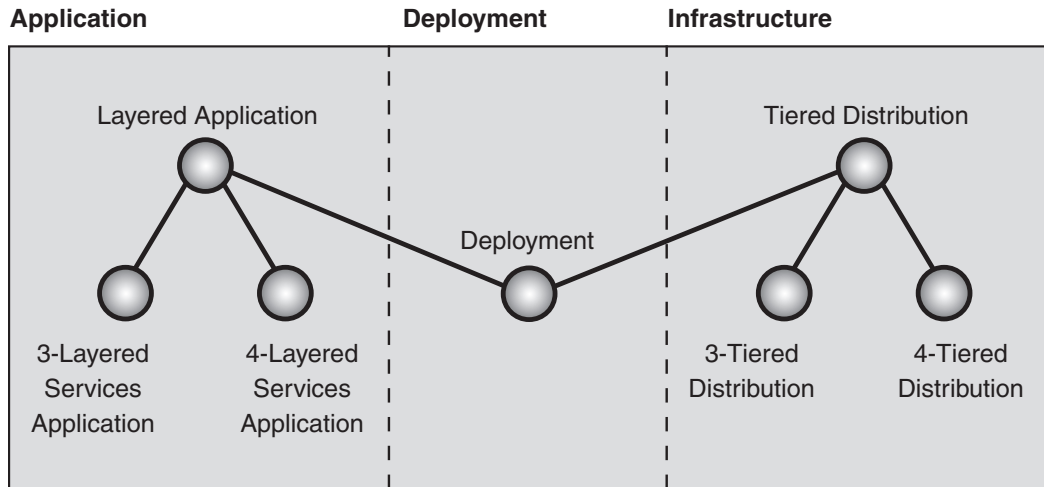 Application
Deployment
Infrastructure
Layered Application
Tiered Distribution
Deployment
3-Layered
Services
Application
4-Layered
Services
Application
3-Tiered
Distribution
4-Tiered
Distribution